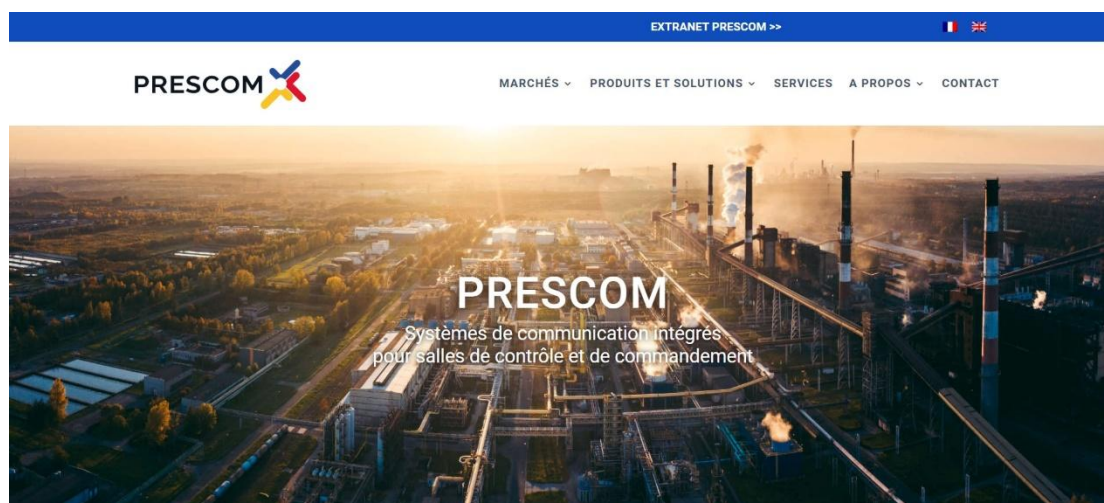 EXTRANET PRESCOM >>
PRESCOM
MARCHÉS PRODUITS ET SOLUTIONS SERVICES A PROPOS CONTACT
PRESCOM
Systèmes de communication intégrés
pour salles de contrôle et de commandement